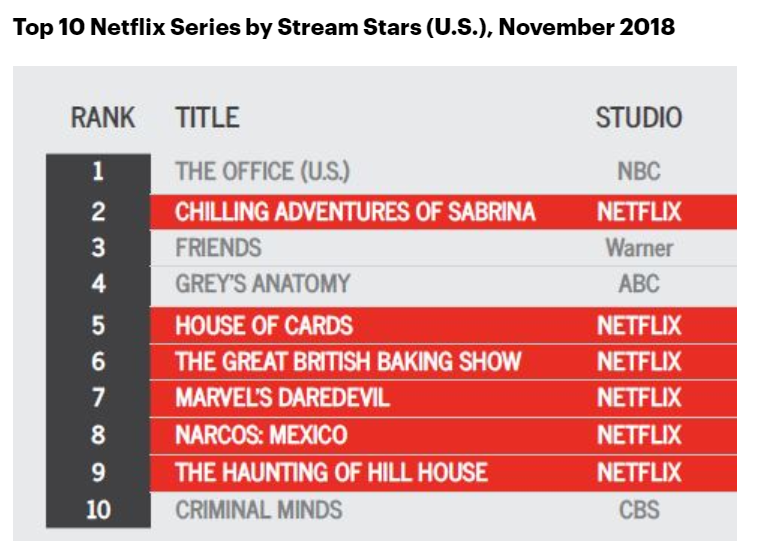 Top 10 Netflix Series by Stream Stars (U.S.), November 2018
RANK TITLE STUDIO
1 THE OFFICE (U.S.) NBC
2 CHILLING ADVENTURES OF SABRINA NETFLIX
3 FRIENDS Warner
4 GREY'S ANATOMY ABC
5 HOUSE OF CARDS NETFLIX
6 THE GREAT BRITISH BAKING SHOW NETFLIX
7 MARVEL'S DAREDEVIL NETFLIX
8 NARCOS: MEXICO NETFLIX
9 THE HAUNTING OF HILL HOUSE NETFLIX
10 CRIMINAL MINDS CBS